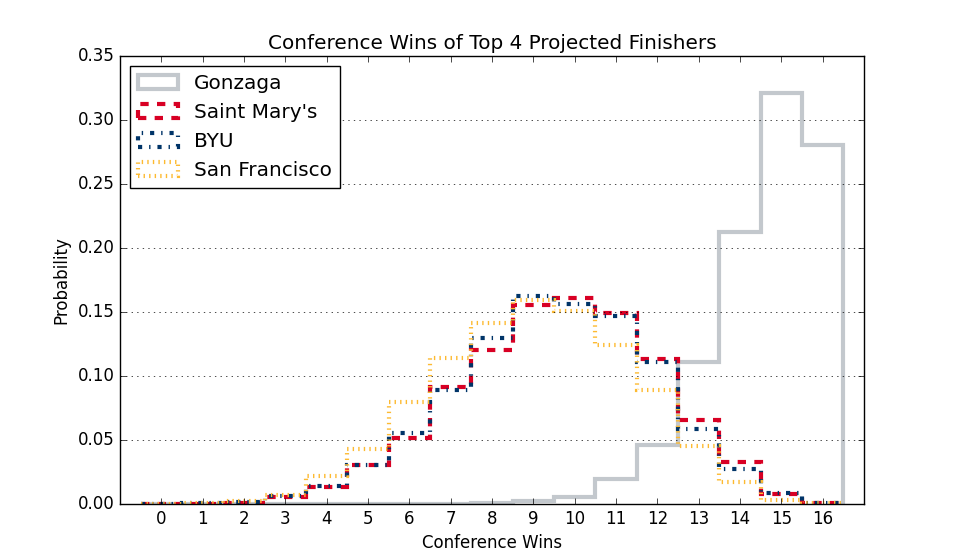 Conference Wins of Top 4 Projected Finishers
Gonzaga
Saint Mary's
BYU
San Francisco
0.35
0.30
0.25
0.20
0.15
0.10
0.05
0.00
Probability
0 1 2 3 4 5 6 7 8 9 10 11 12 13 14 15 16
Conference Wins